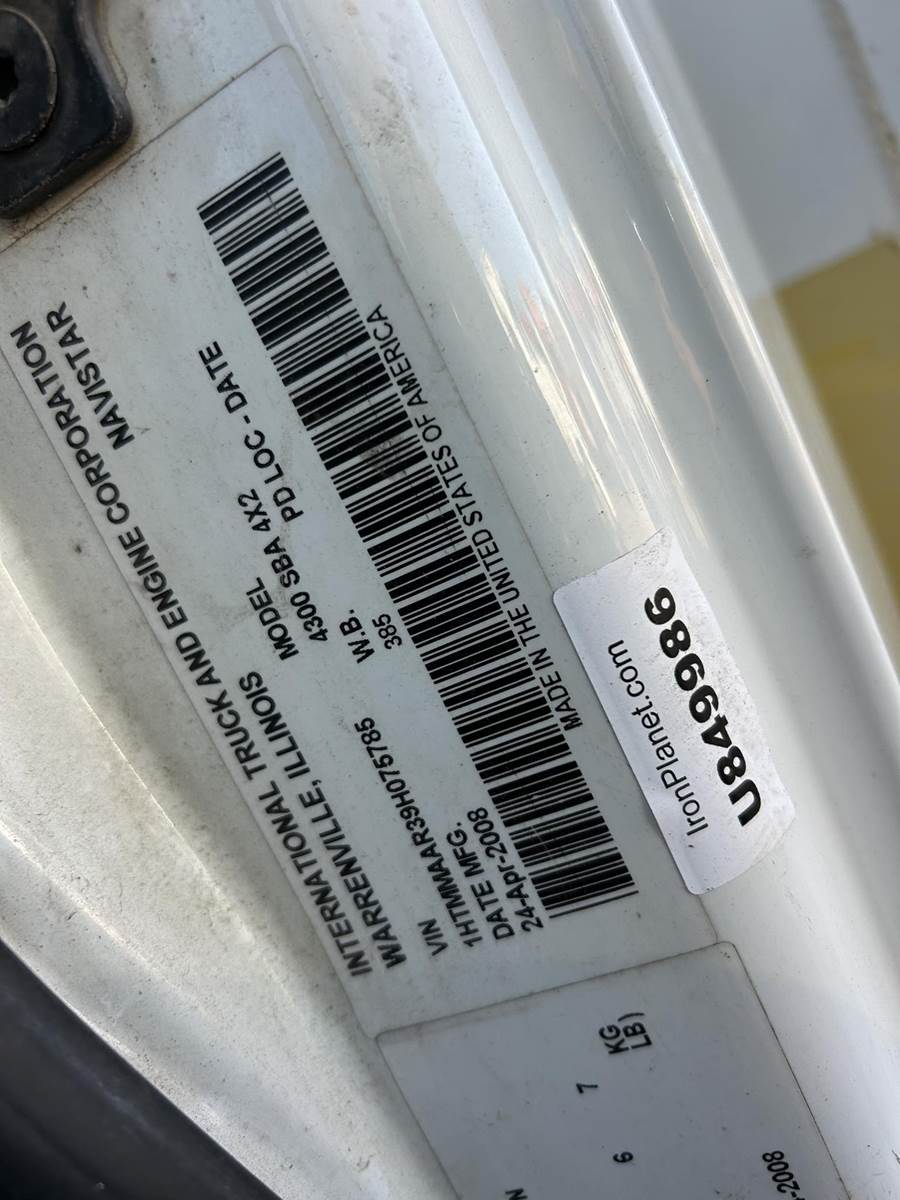 INTERNATIONAL TRUCK AND ENGINE CORPORATION
WARRENVILLE, ILLINOIS NAVISTAR
VIN MODEL
1HTMMAAR39H075785 4300 SBA 4X2 PD LOC - DATE
DATE MFG. W.B.
24-Apr-2008 385
MADE IN THE UNITED STATES OF AMERICA
IronPlanet.com
U849986
N 6 7 KG
LB)
-2008